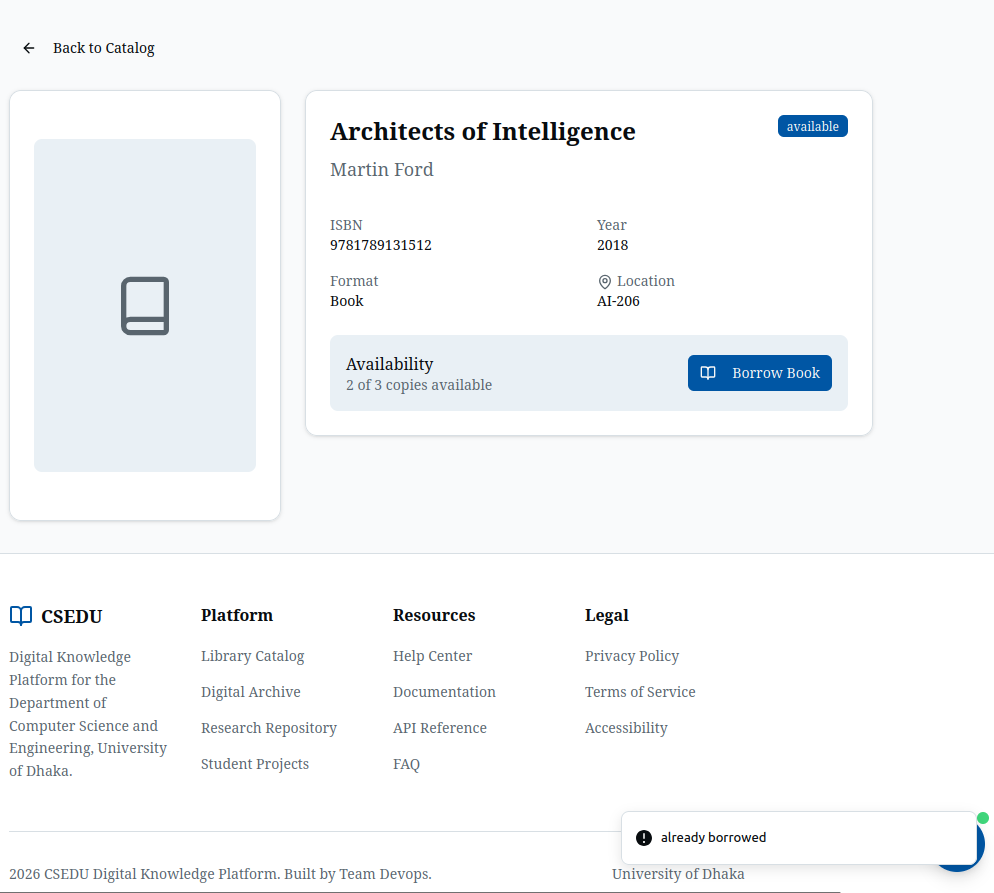 Back to Catalog
Architects of Intelligence
available
Martin Ford
ISBN
9781789131512
Year
2018
Format
Book
Location
AI-206
Availability
2 of 3 copies available
Borrow Book
CSEDU
Digital Knowledge
Platform for the
Department of
Computer Science and
Engineering, University
of Dhaka.
Platform
Library Catalog
Digital Archive
Research Repository
Student Projects
Resources
Help Center
Documentation
API Reference
FAQ
Legal
Privacy Policy
Terms of Service
Accessibility
already borrowed
2026 CSEDU Digital Knowledge Platform. Built by Team Devops.
University of Dhaka